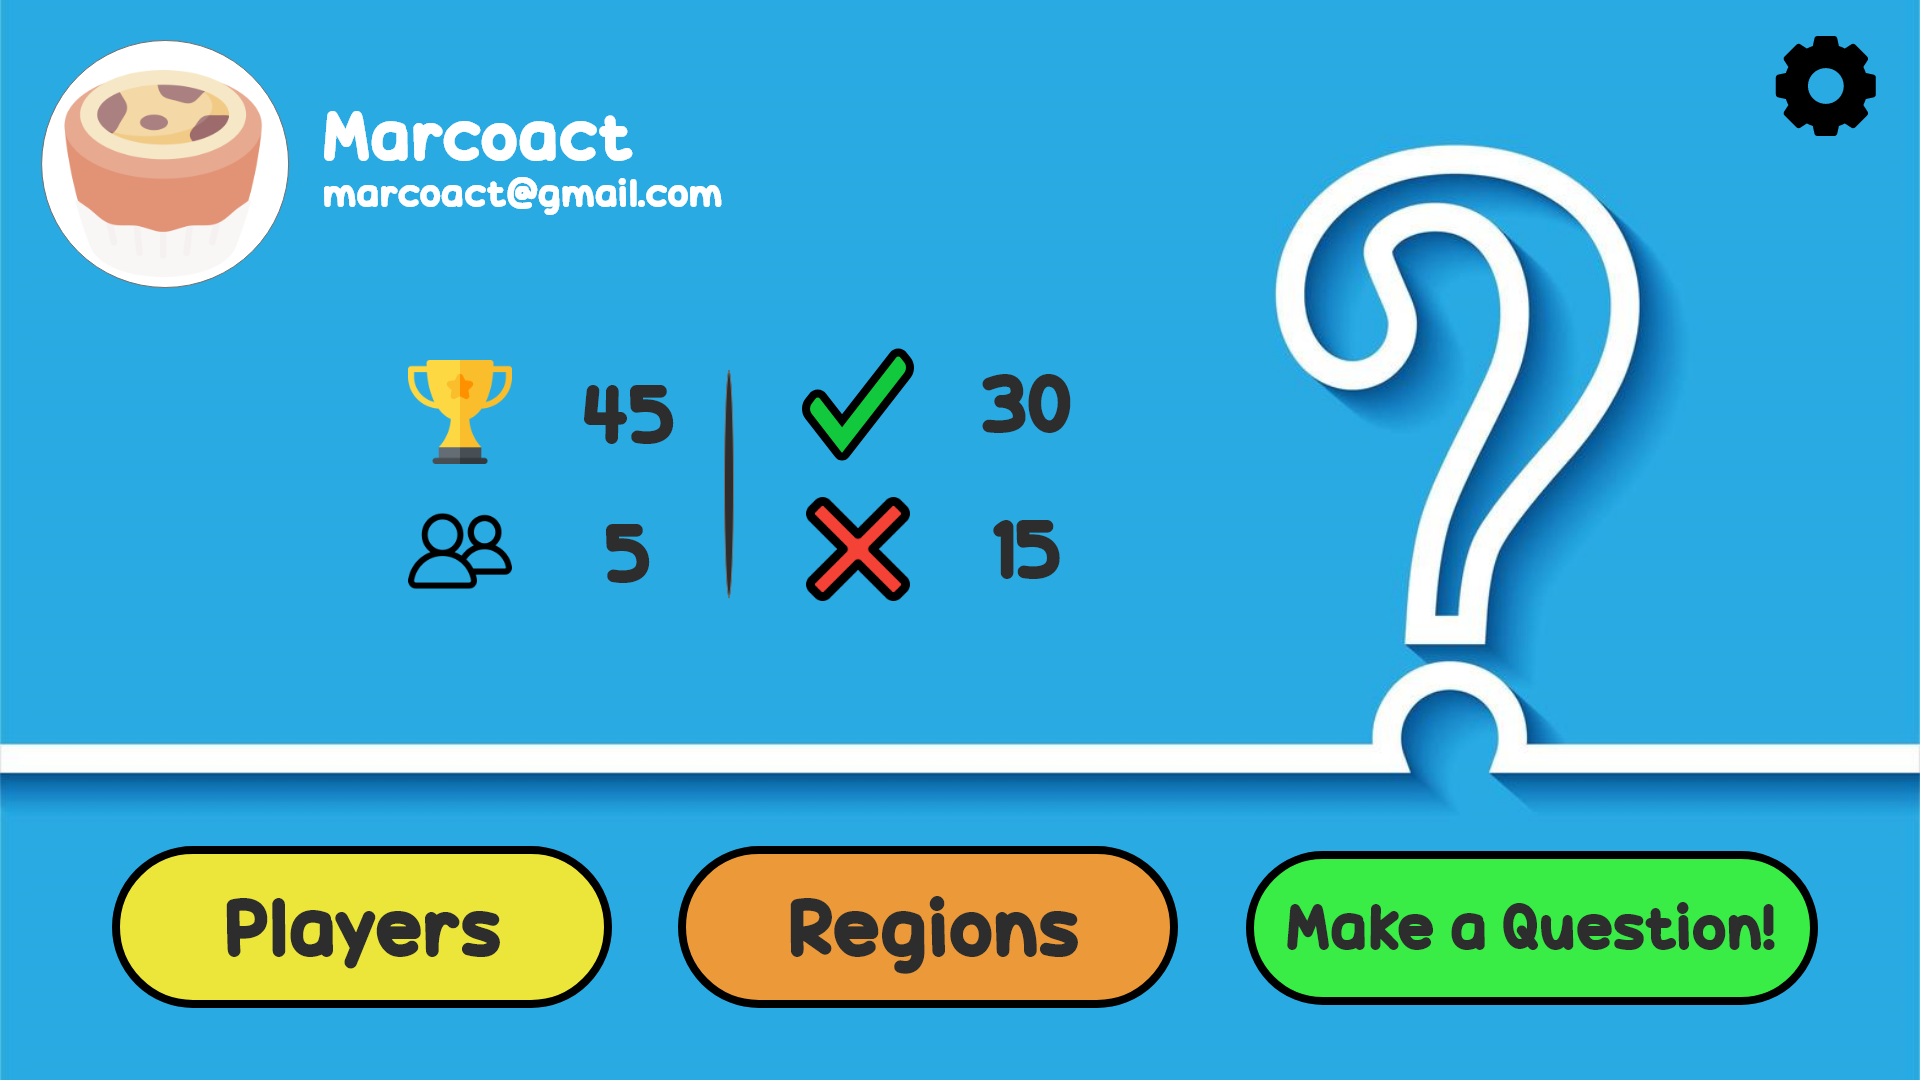 Marcoact
marcoact@gmail.com
45
30
5
15
Players
Regions
Make a Question!